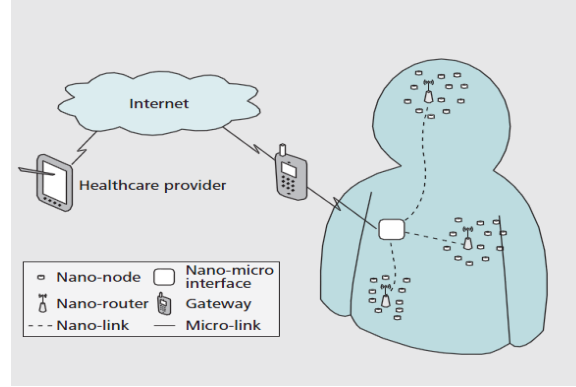 Internet
Healthcare provider
Nano-node
Nano-micro
interface
Nano-router
Gateway
Nano-link
Micro-link